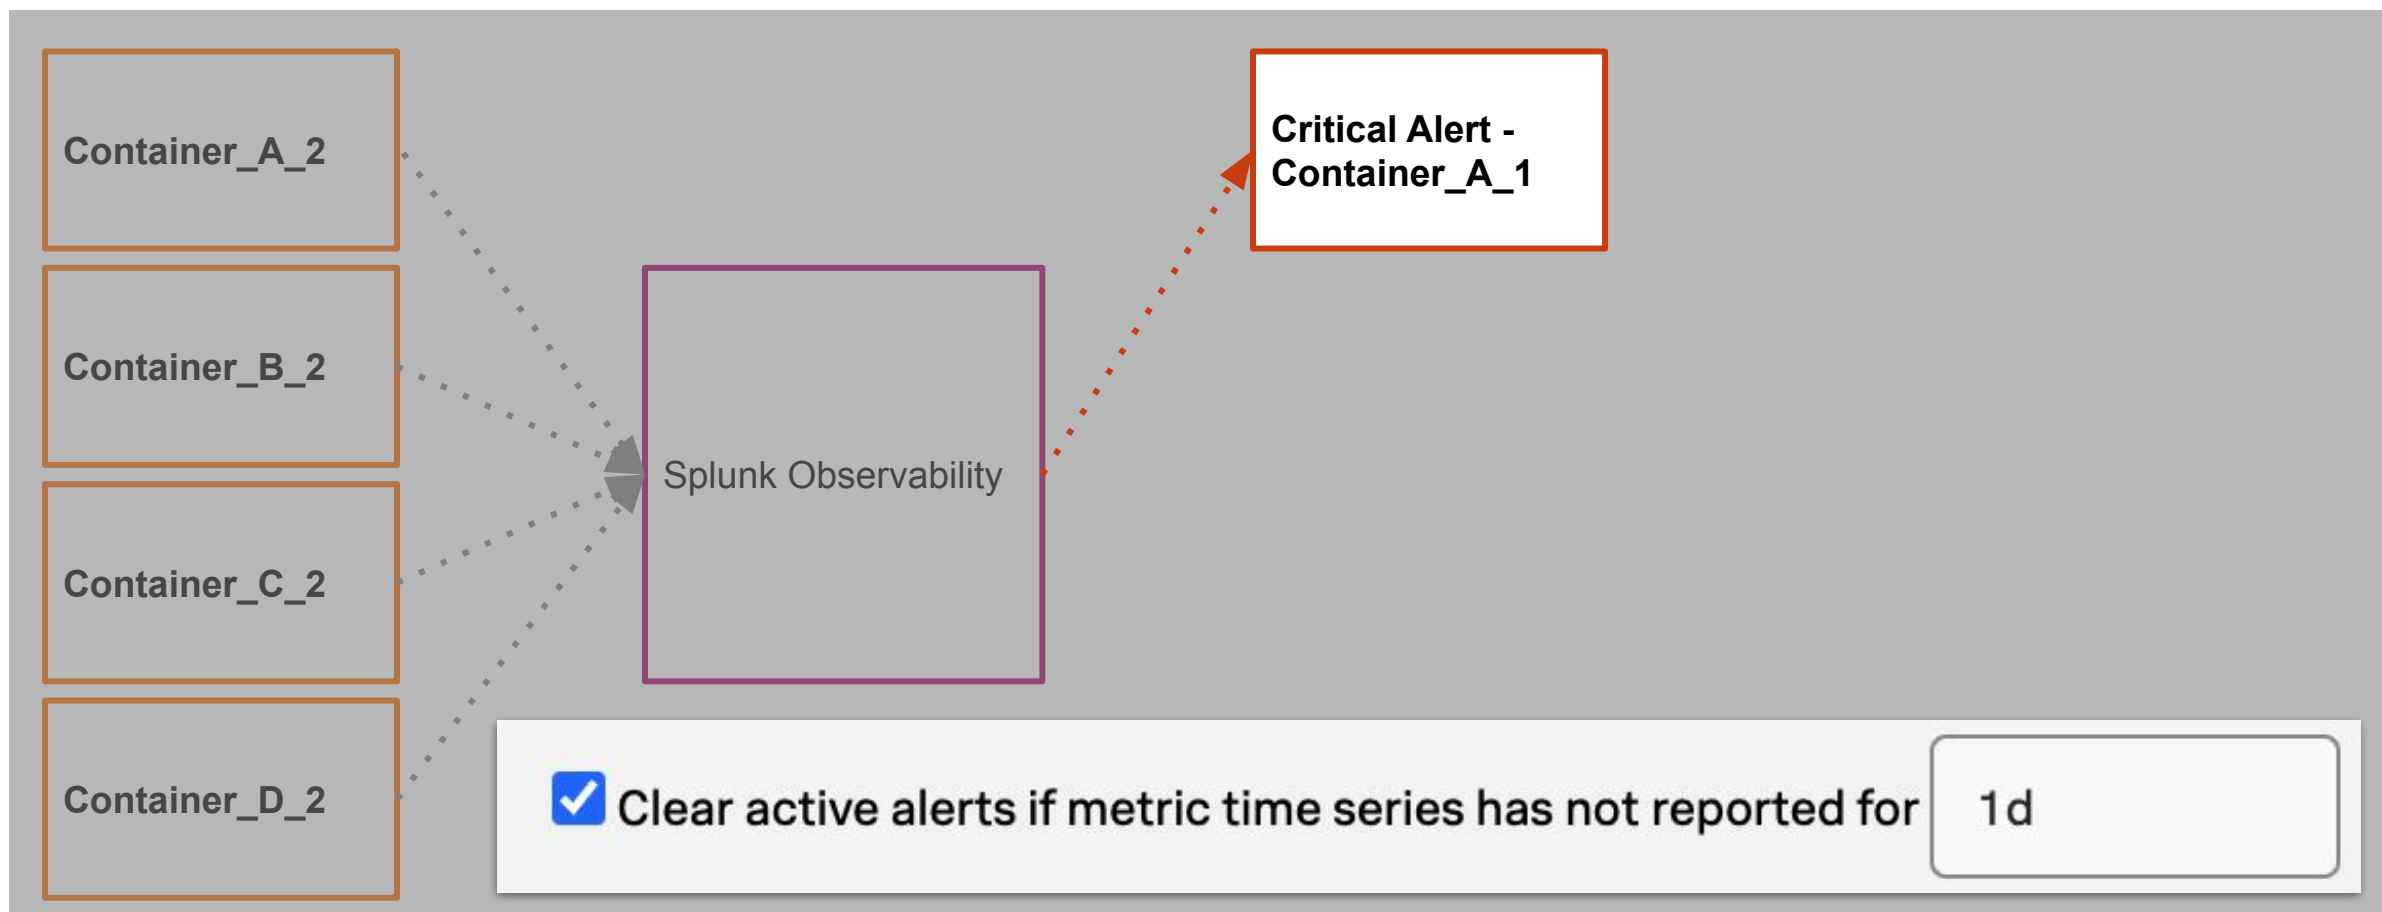 Container_A_2
Critical Alert -
Container_A_1
Container_B_2
Splunk Observability
Container_C_2
Container_D_2
Clear active alerts if metric time series has not reported for 1d